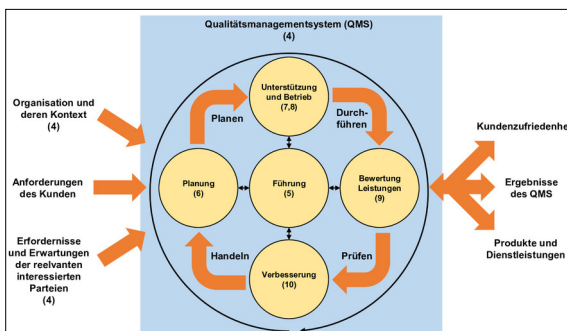 Qualitätsmanagementsystem (QMS)
(4)
Organisation und
deren Kontext
(4)
Anforderungen
des Kunden
Erfordernisse
und Erwartungen
der reelvanten
interessierten
Parteien
(4)
Planen
Unterstützung
und Betrieb
(7,8)
Durch-
führen
Planung
(6)
Führung
(5)
Bewertung
Leistungen
(9)
Handeln
Verbesserung
(10)
Prüfen
Kundenzufriedenhe
Ergebnisse
des QMS
Produkte und
Dienstleistungen